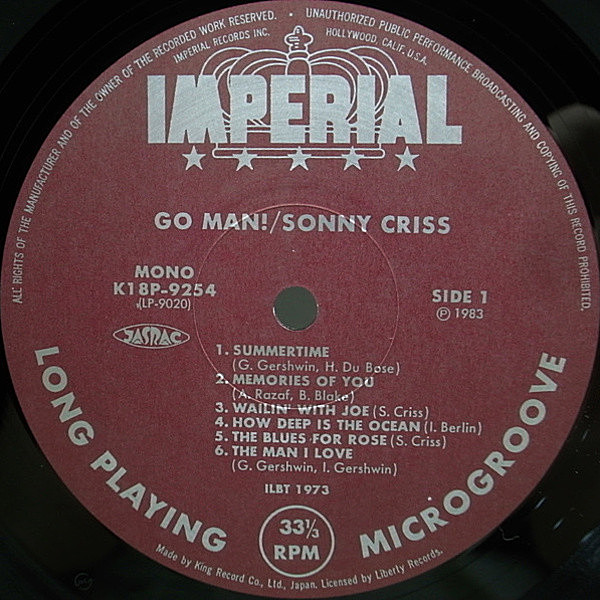 ALL RIGHTS OF THE MANUFACTURER AND OF THE OWNER OF THE RECORDED WORK RESERVED. • UNAUTHORIZED PUBLIC PERFORMANCE BROADCASTING AND COPYING OF THIS RECORD PROHIBITED.
IMPERIAL RECORDS INC. HOLLYWOOD, CALIF. U.S.A.
IMPERIAL
GO MAN!/SONNY CRISS
MONO
K18P-9254
(LP-9020)
JASRAC
SIDE 1
Ⓟ 1983
1. SUMMERTIME
(G. Gershwin, H. Du Bose)
2. MEMORIES OF YOU
(A. Razaf, B. Blake)
3. WAILIN' WITH JOE (S. Criss)
4. HOW DEEP IS THE OCEAN (I. Berlin)
5. THE BLUES FOR ROSE (S. Criss)
6. THE MAN I LOVE
(G. Gershwin, I. Gershwin)
ILBT 1973
LONG PLAYING
33⅓
RPM
MICROGROOVE
Made by King Record Co., Ltd., Japan. Licensed by Liberty Records.